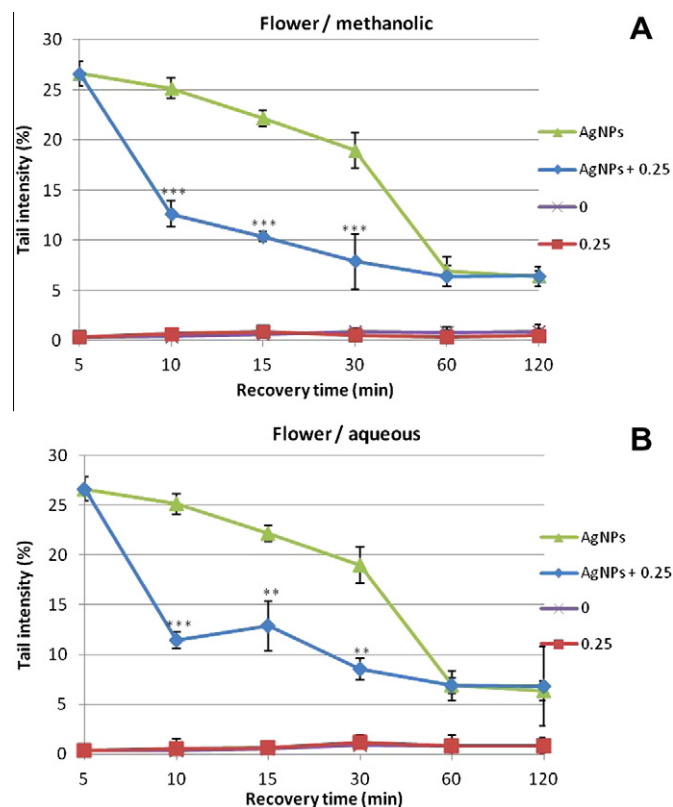 Flower / methanolic
A
30
25
20
15
10
5
0
Tail intensity (%)
***
***
***
5 10 15 30 60 120
Recovery time (min)
AgNPs
AgNPs + 0.25
0
0.25
Flower / aqueous
B
30
25
20
15
10
5
0
Tail intensity (%)
***
**
**
5 10 15 30 60 120
Recovery time (min)
AgNPs
AgNPs + 0.25
0
0.25